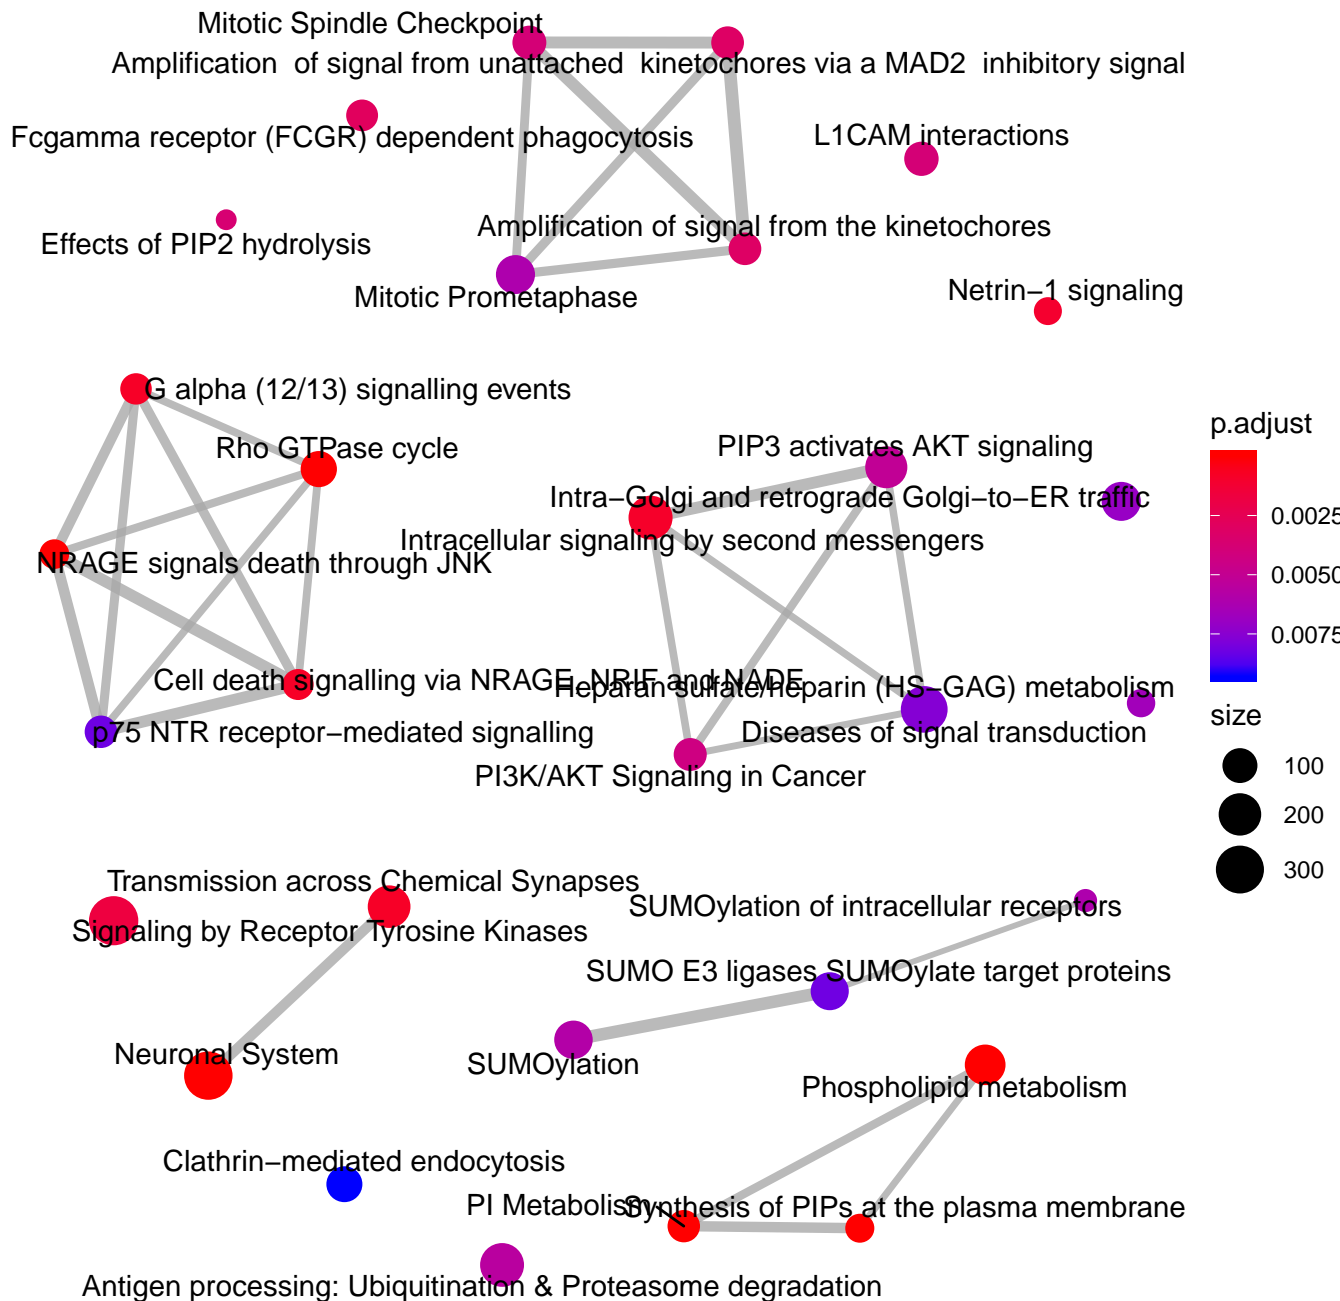 Mitotic Spindle Checkpoint
Amplification  of signal from unattached  kinetochores via a MAD2  inhibitory signal
Fcgamma receptor (FCGR) dependent phagocytosis
L1CAM interactions
Amplification of signal from the kinetochores
Effects of PIP2 hydrolysis
Mitotic Prometaphase
Netrin−1 signaling
G alpha (12/13) signalling events
Rho GTPase cycle
PIP3 activates AKT signaling
Intra−Golgi and retrograde Golgi−to−ER traffic
Intracellular signaling by second messengers
NRAGE signals death through JNK
Cell death signalling via NRAGE, NRIF and NADE
Heparan sulfate/heparin (HS−GAG) metabolism
p75 NTR receptor−mediated signalling
Diseases of signal transduction
PI3K/AKT Signaling in Cancer
p.adjust
0.0025
0.0050
0.0075
size
100
200
300
Transmission across Chemical Synapses
SUMOylation of intracellular receptors
Signaling by Receptor Tyrosine Kinases
SUMO E3 ligases SUMOylate target proteins
Neuronal System
SUMOylation
Phospholipid metabolism
Clathrin−mediated endocytosis
PI Metabolism
Synthesis of PIPs at the plasma membrane
Antigen processing: Ubiquitination & Proteasome degradation